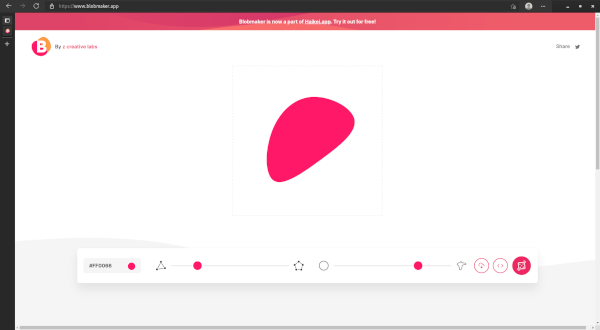 https://www.blobmaker.app
Blobmaker is now a part of Haikei.app. Try it out for free!
B
By z creative labs
Share
#FF0066